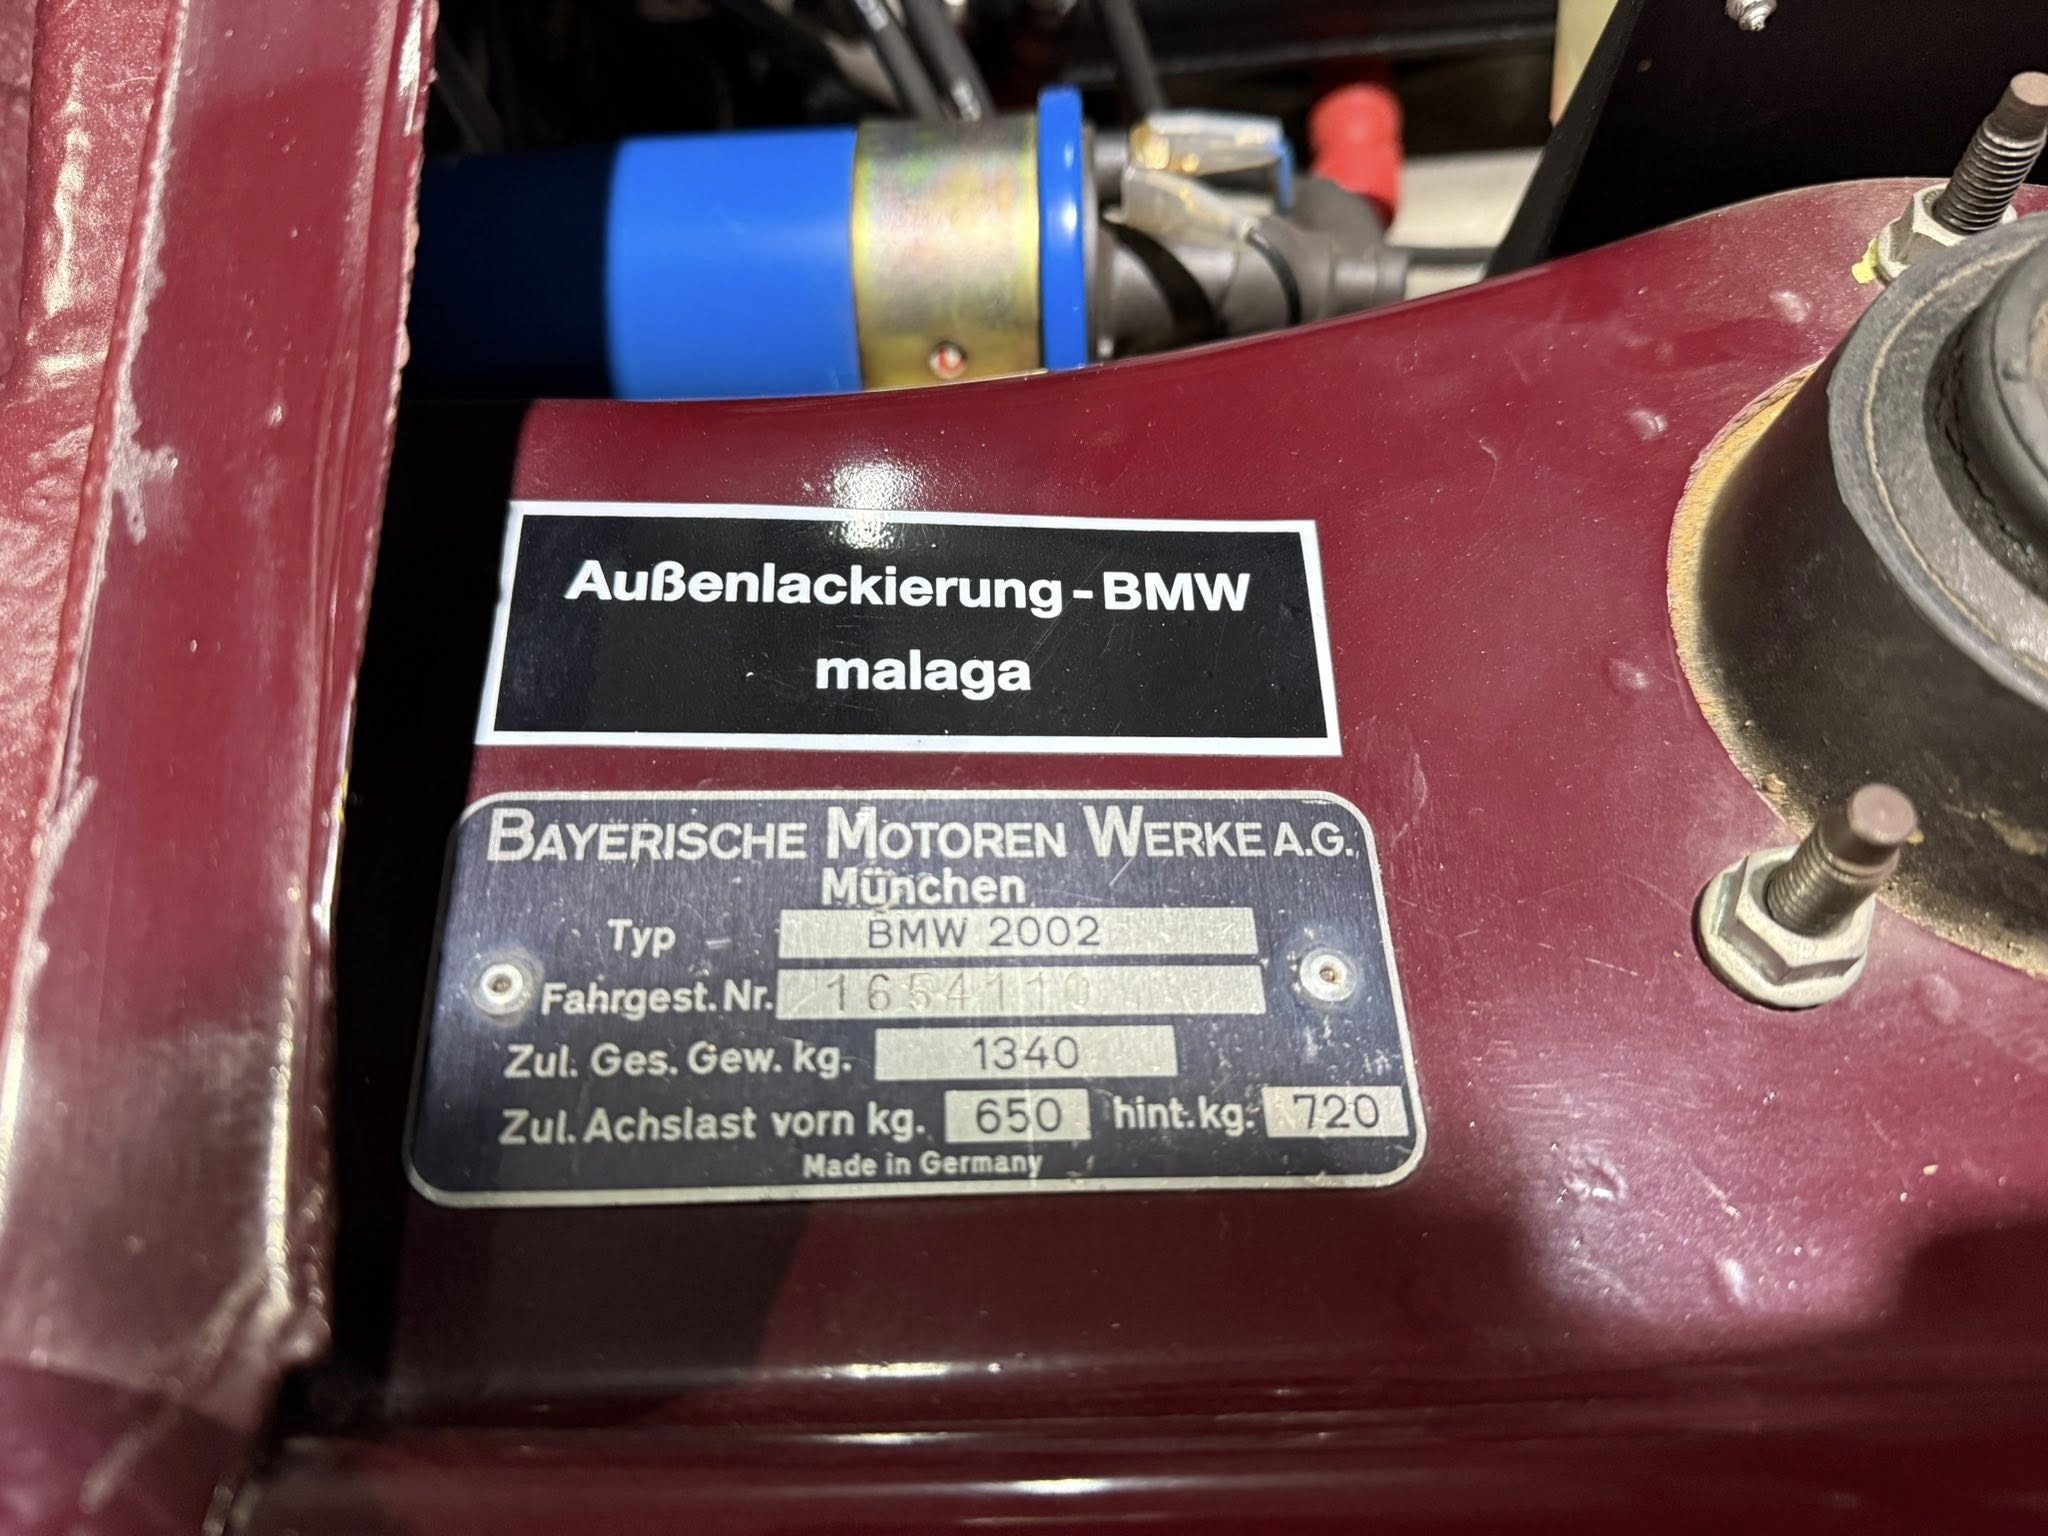 Außenlackierung - BMW
malaga
BAYERISCHE MOTOREN WERKE A.G.
München
Typ BMW 2002
Fahrgest. Nr. 1654110
Zul. Ges. Gew. kg. 1340
Zul. Achslast vorn kg. 650 hint. kg. 720
Made in Germany